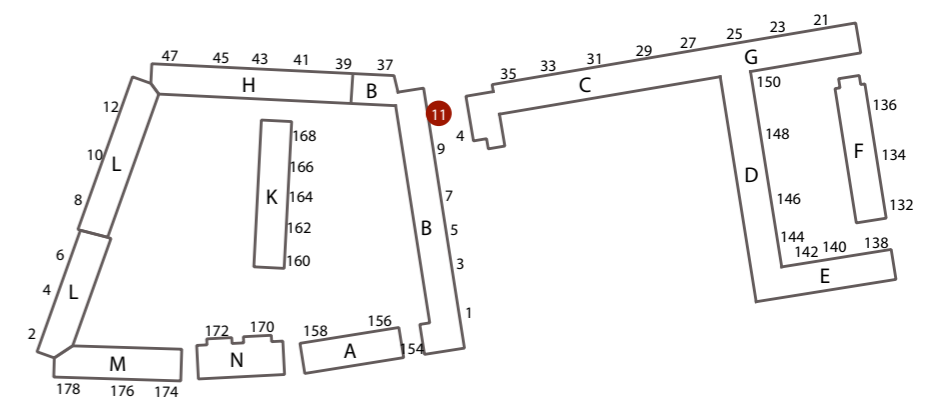 47 45 43 41 39 37
H B
12 10 8 L
6 4 2 L
168 166 164 162 160
K
11 9 7 5 3 1
B
172 170
N
158 156 154
A
M
178 176 174
4
35 33 31 29 27 25 23 21
C G
150 148 146 144 142 140 138
D E
136 134 132
F